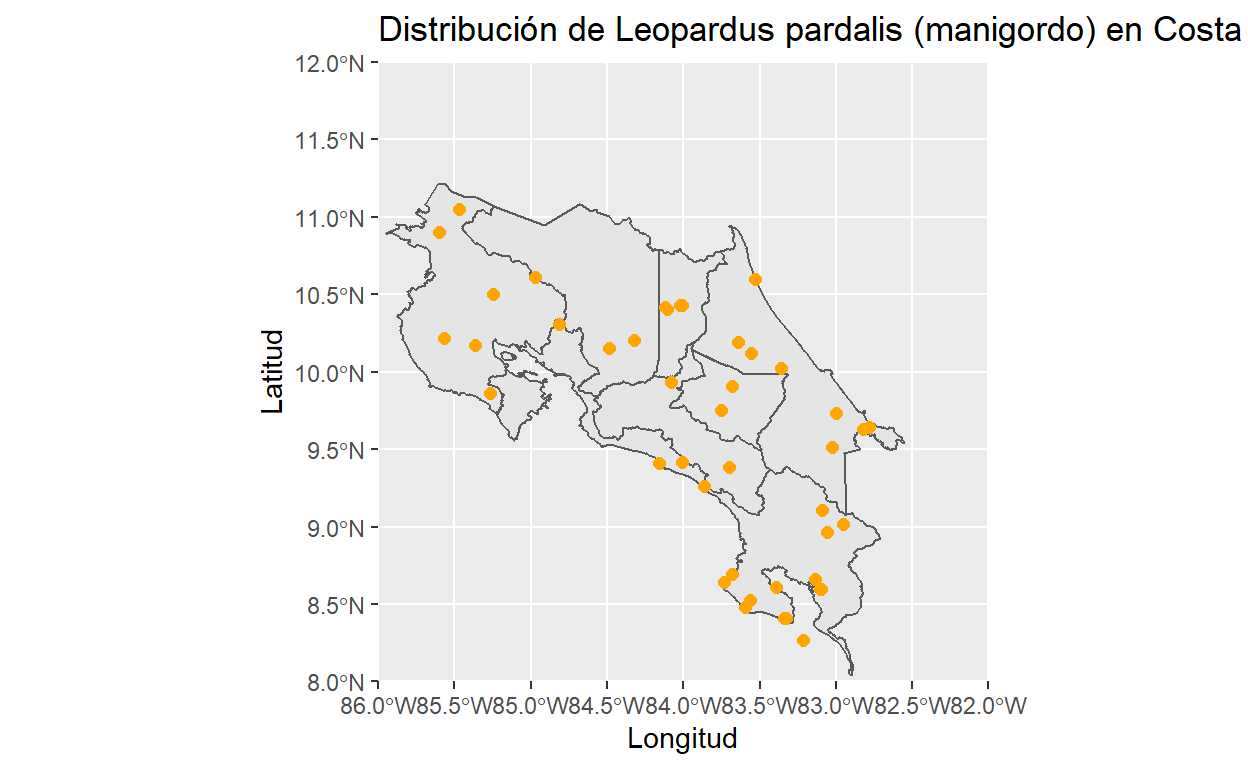 Distribución de Leopardus pardalis (manigordo) en Costa
12.0°N
11.5°N
11.0°N
10.5°N
10.0°N
9.5°N
9.0°N
8.5°N
8.0°N
Latitud
86.0°W85.5°W85.0°W84.5°W84.0°W83.5°W83.0°W82.5°W82.0°W
Longitud